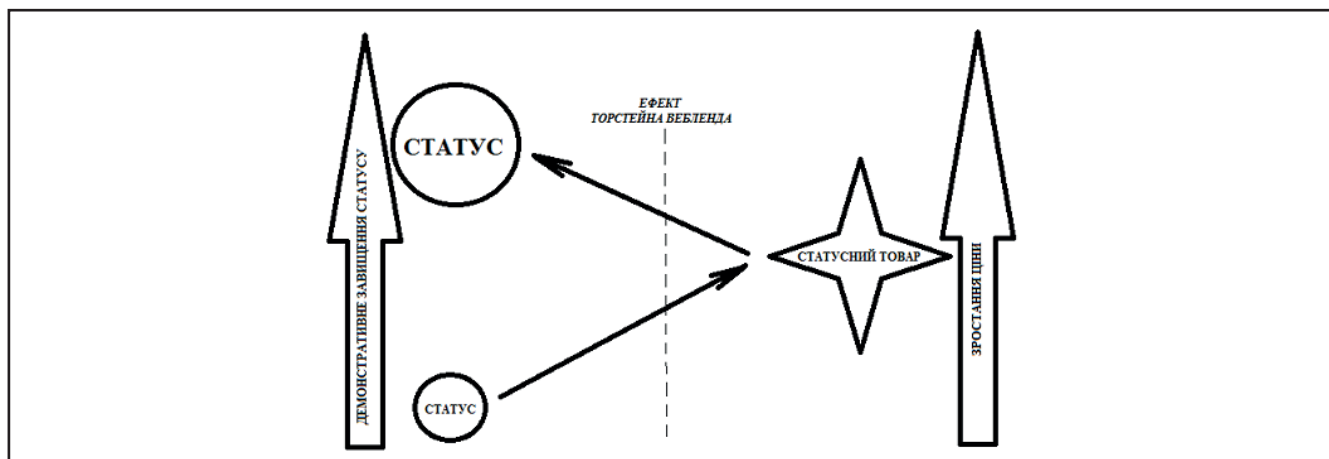 ЕФЕКТ
ТОРСТЕЙНА ВЕБЛЕНДА
ДЕМОНСТРАТИВНЕ ЗАВИЩЕННЯ СТАТУСУ
СТАТУС
СТАТУС
СТАТУСНИЙ ТОВАР
ЗРОСТАННЯ ЦІНИ